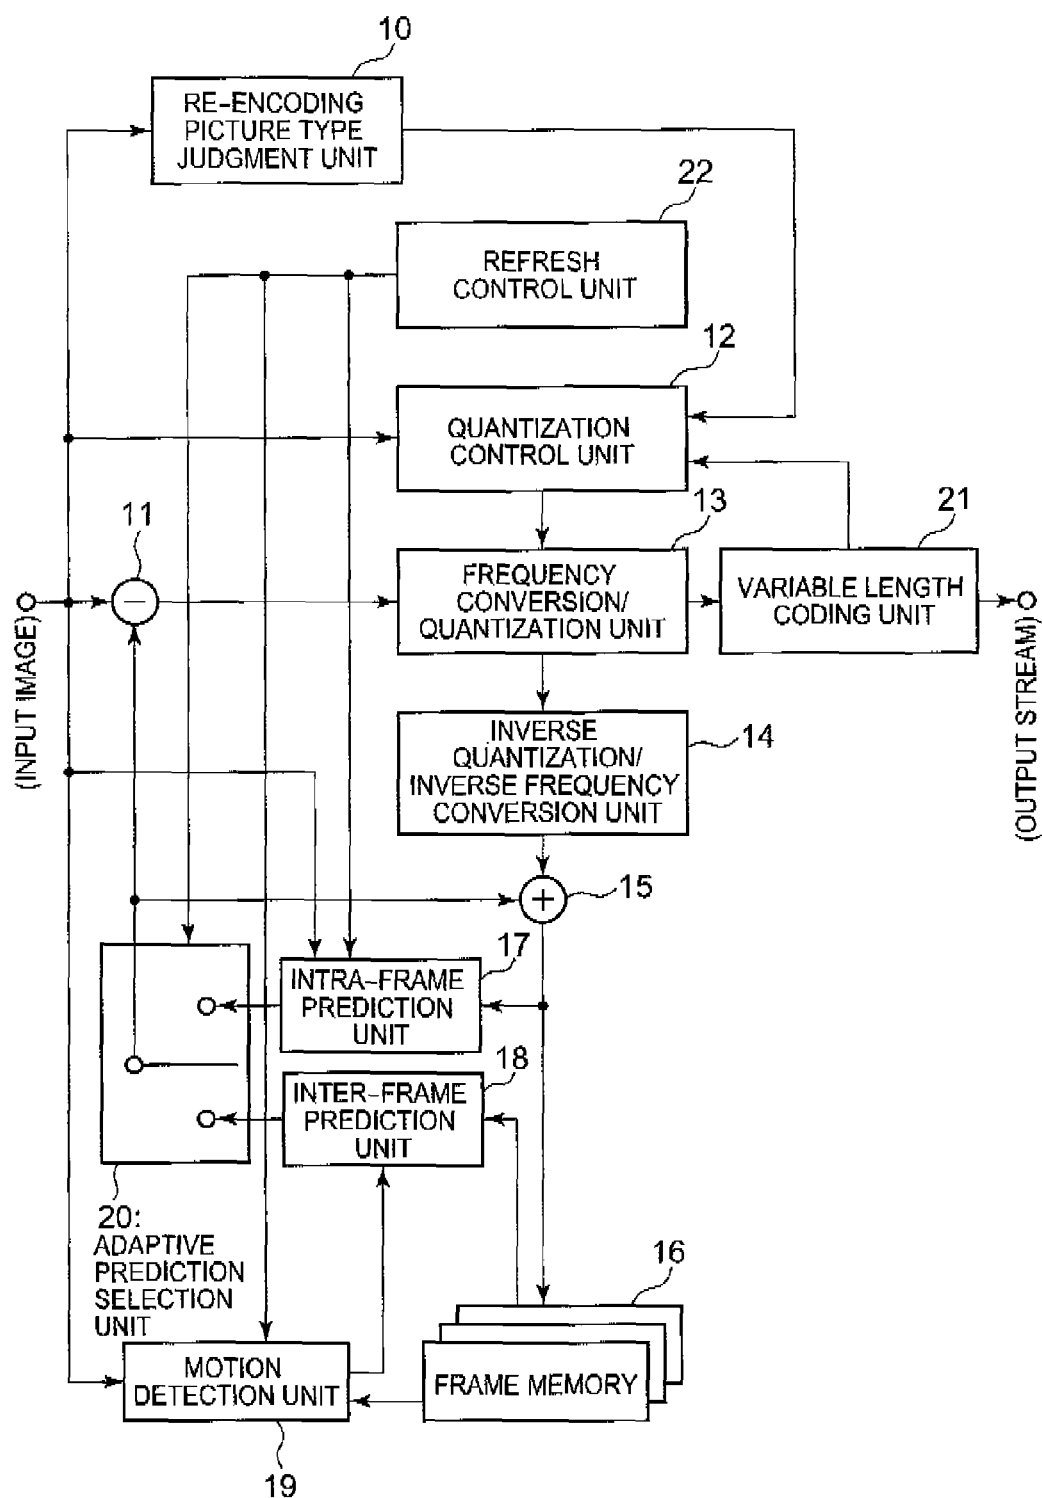 10
RE-ENCODING
PICTURE TYPE
JUDGMENT UNIT
22
REFRESH
CONTROL UNIT
12
QUANTIZATION
CONTROL UNIT
11
−
13
FREQUENCY
CONVERSION/
QUANTIZATION UNIT
21
VARIABLE LENGTH
CODING UNIT
(INPUT IMAGE)
(OUTPUT STREAM)
INVERSE
QUANTIZATION/
INVERSE FREQUENCY
CONVERSION UNIT
14
+
15
17
INTRA-FRAME
PREDICTION
UNIT
18
INTER-FRAME
PREDICTION
UNIT
20:
ADAPTIVE
PREDICTION
SELECTION
UNIT
16
FRAME MEMORY
MOTION
DETECTION UNIT
19